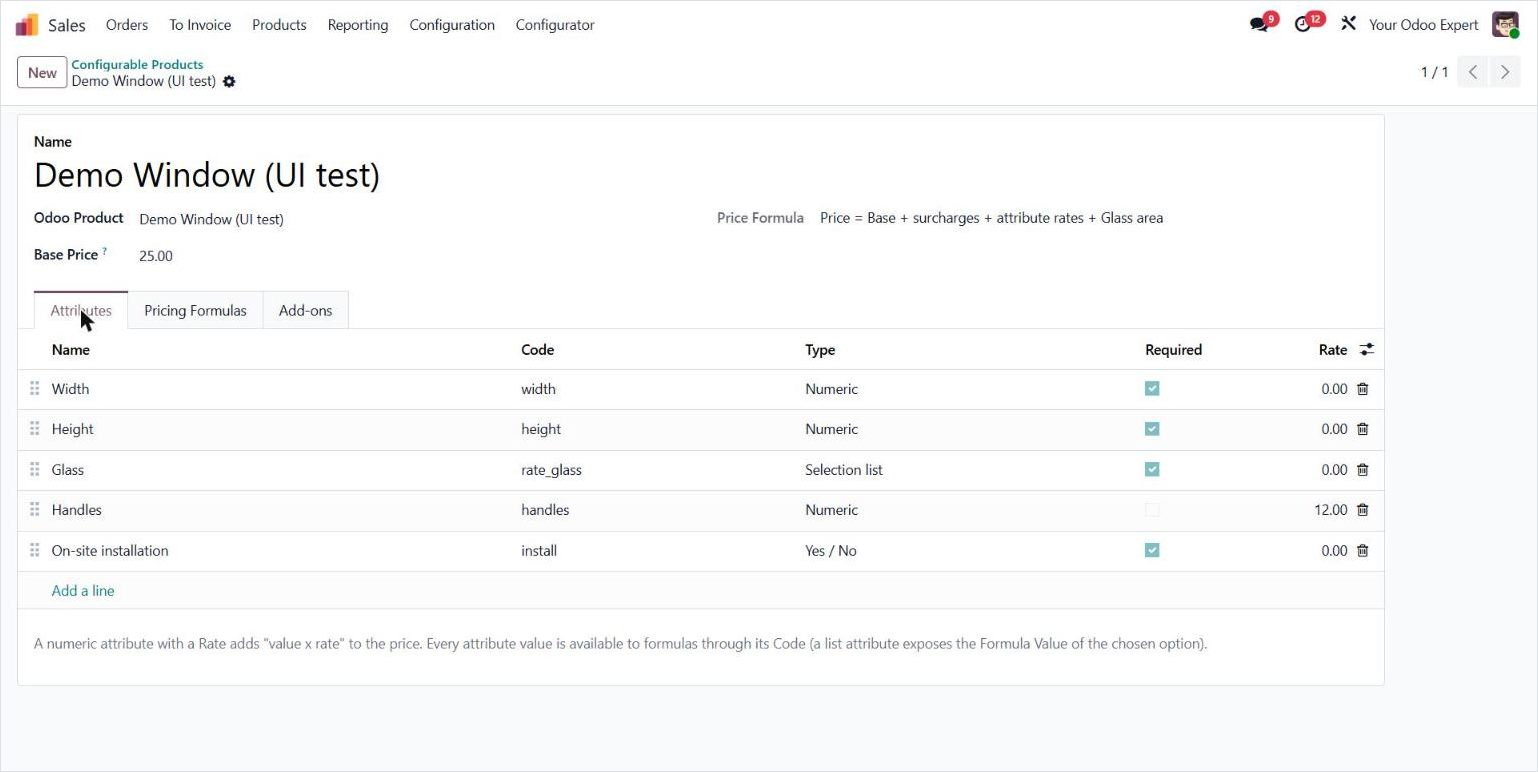 Sales Orders To Invoice Products Reporting Configuration Configurator 9 12 Your Odoo Expert
New Configurable Products
Demo Window (UI test) 1 / 1
Name
Demo Window (UI test)
Odoo Product Demo Window (UI test) Price Formula Price = Base + surcharges + attribute rates + Glass area
Base Price ? 25.00
Attributes Pricing Formulas Add-ons
Name Code Type Required Rate
Width width Numeric 0.00
Height height Numeric 0.00
Glass rate_glass Selection list 0.00
Handles handles Numeric 12.00
On-site installation install Yes / No 0.00
Add a line
A numeric attribute with a Rate adds "value x rate" to the price. Every attribute value is available to formulas through its Code (a list attribute exposes the Formula Value of the chosen option).